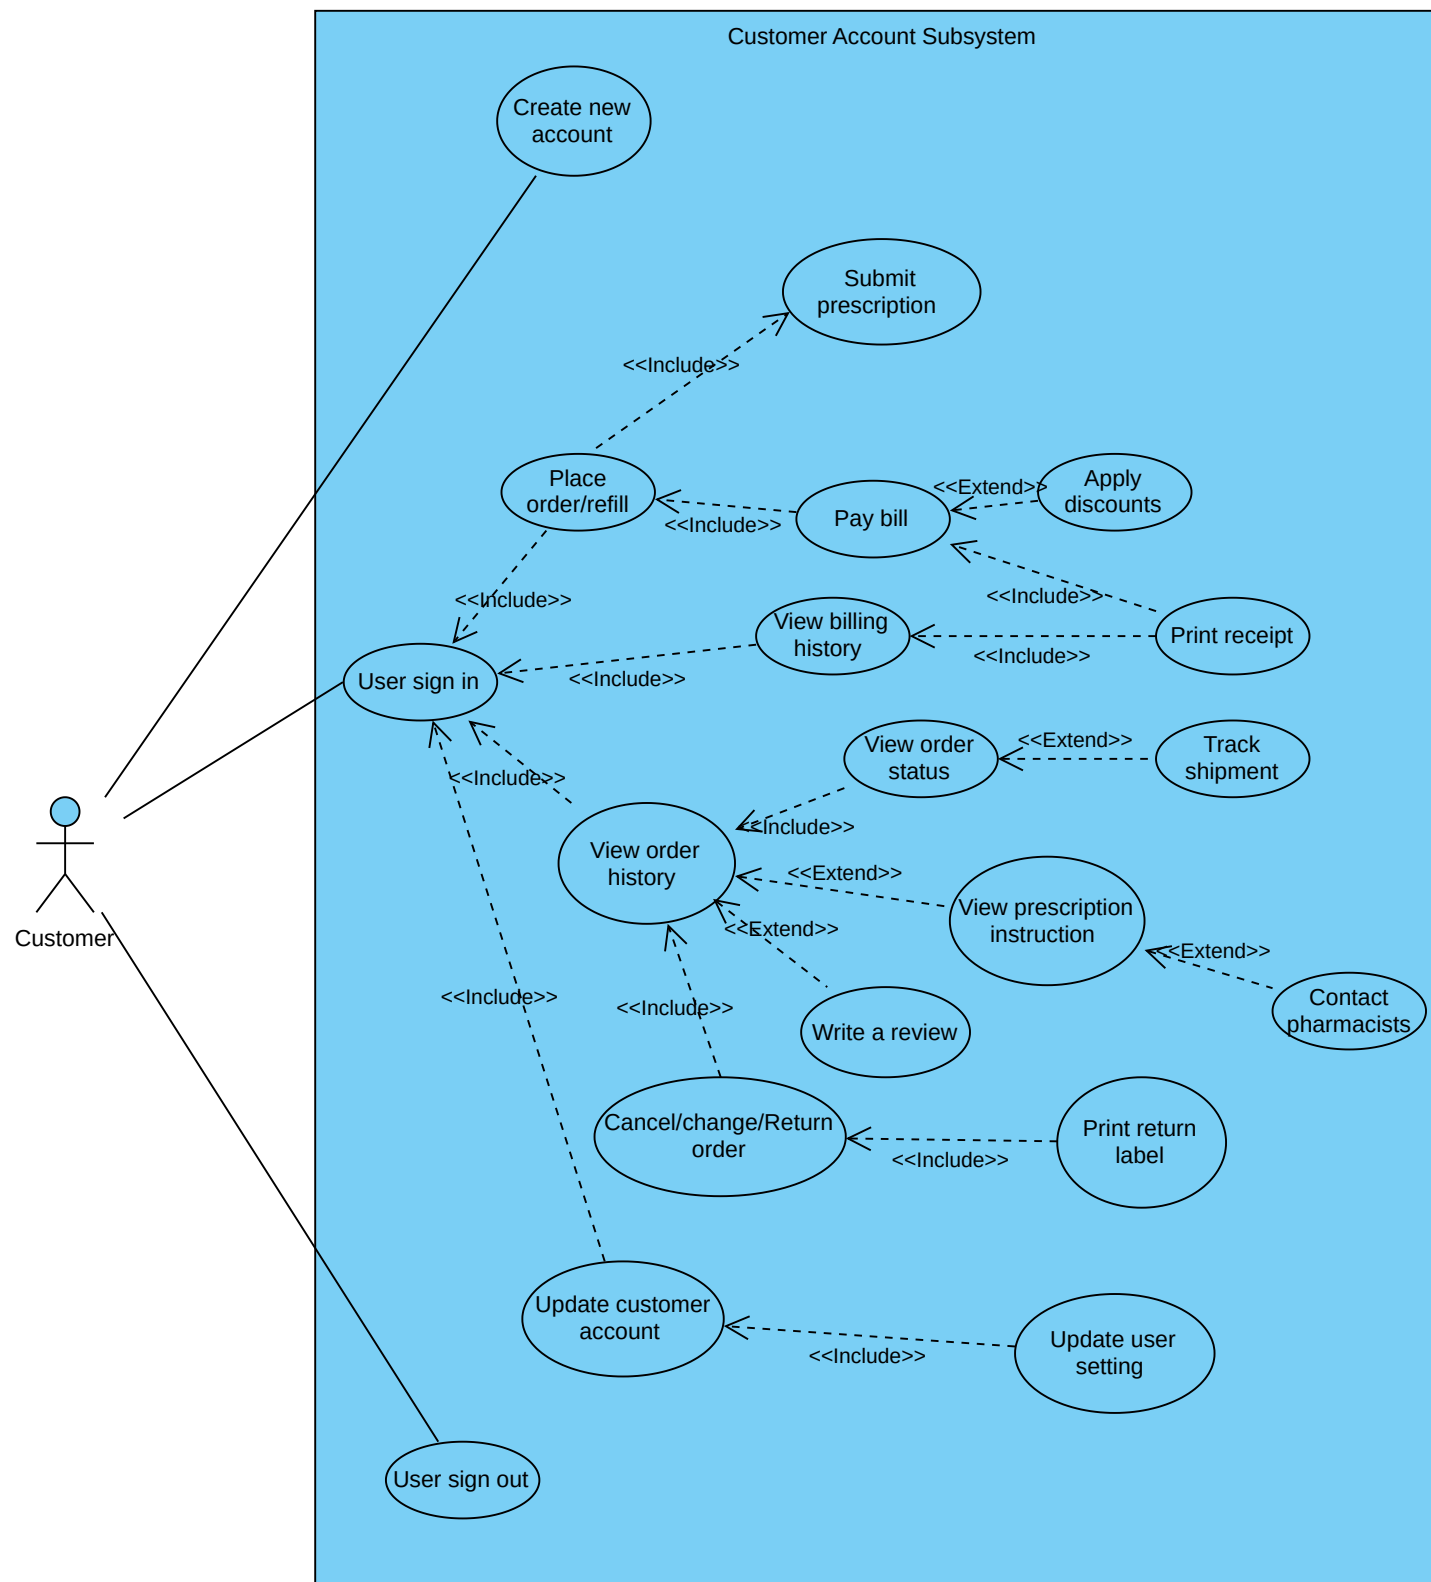 Customer Account Subsystem
Create new
account
Submit
prescription
<<Include>>
Place
order/refill
<<Include>>
Pay bill
<<Extend>>
Apply
discounts
<<Include>>
<<Include>>
View billing
history
<<Include>>
Print receipt
User sign in
<<Include>>
View order
status
<<Extend>>
Track
shipment
<<Include>>
<<Include>>
View order
history
<<Extend>>
View prescription
instruction
<<Extend>>
<<Extend>>
Contact
pharmacists
Customer
<<Include>>
<<Include>>
Write a review
Cancel/change/Return
order
<<Include>>
Print return
label
Update customer
account
<<Include>>
Update user
setting
User sign out